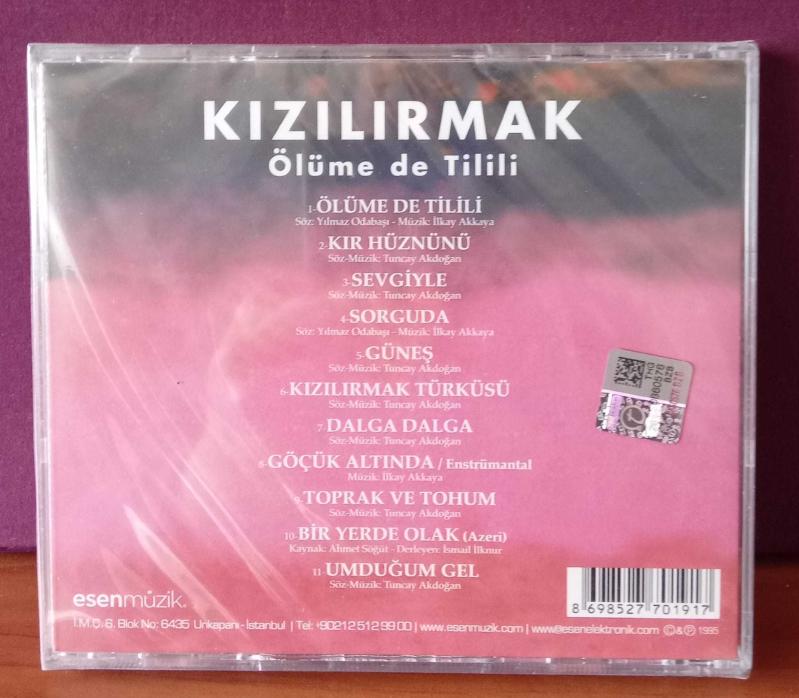 KIZILIRMAK
Ölüme de Tilili
1-ÖLÜME DE TİLİLİ
Söz: Yılmaz Odabaşı - Müzik: İlkay Akkaya
2-KIR HÜZNÜNÜ
Söz-Müzik: Tuncay Akdoğan
3-SEVGİYLE
Söz-Müzik: Tuncay Akdoğan
4-SORGUDA
Söz: Yılmaz Odabaşı - Müzik: İlkay Akkaya
5-GÜNEŞ
Söz-Müzik: Tuncay Akdoğan
6-KIZILIRMAK TÜRKÜSÜ
Söz-Müzik: Tuncay Akdoğan
7-DALGA DALGA
Söz-Müzik: Tuncay Akdoğan
8-GÖÇÜK ALTINDA / Enstrümantal
Müzik: İlkay Akkaya
9-TOPRAK VE TOHUM
Söz-Müzik: Tuncay Akdoğan
10-BİR YERDE OLAK (Azeri)
Kaynak: Ahmet Söğüt - Derleyen: İsmail İlknur
11-UMDUĞUM GEL
Söz-Müzik: Tuncay Akdoğan
THG
BZB
8 698527 701917
esenmüzik®
İ.M.Ç. 6. Blok No: 6435 Unkapanı - İstanbul | Tel: +90212 512 99 00 | www.esenmuzik.com | www@esenelektronik.com © & ℗ 1995